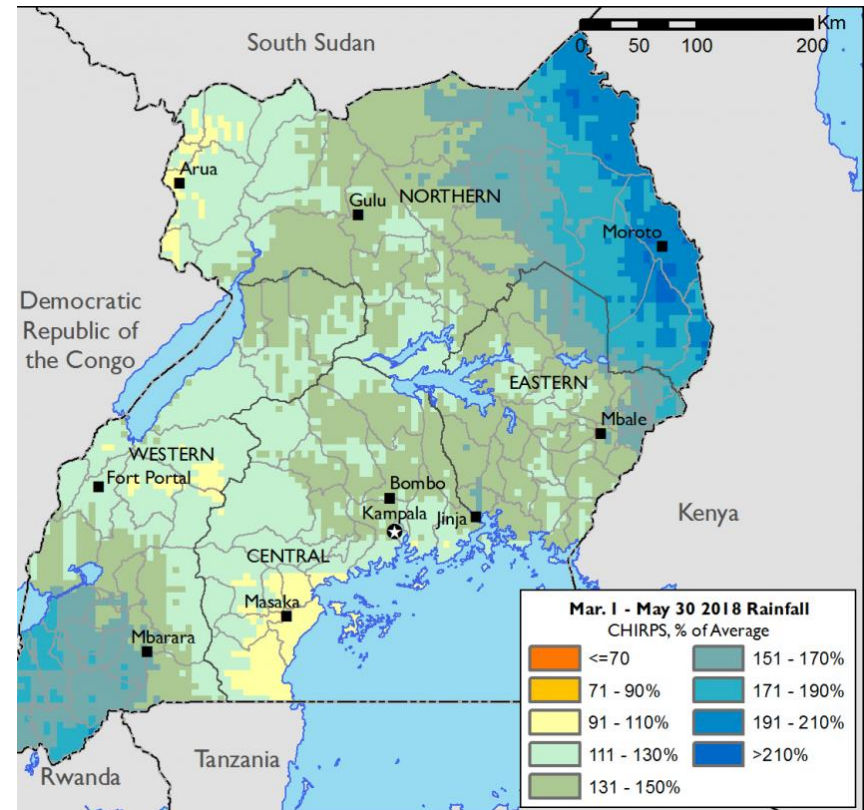 South Sudan
Km
0 50 100 200
Arua
Gulu
NORTHERN
Moroto
Democratic
Republic of
the Congo
EASTERN
Mbale
WESTERN
Fort Portal
Bombo
Kampala
Jinja
Kenya
CENTRAL
Masaka
Mbarara
Mar. 1 - May 30 2018 Rainfall
CHIRPS, % of Average
<=70
71 - 90%
91 - 110%
111 - 130%
131 - 150%
151 - 170%
171 - 190%
191 - 210%
>210%
Tanzania
Rwanda